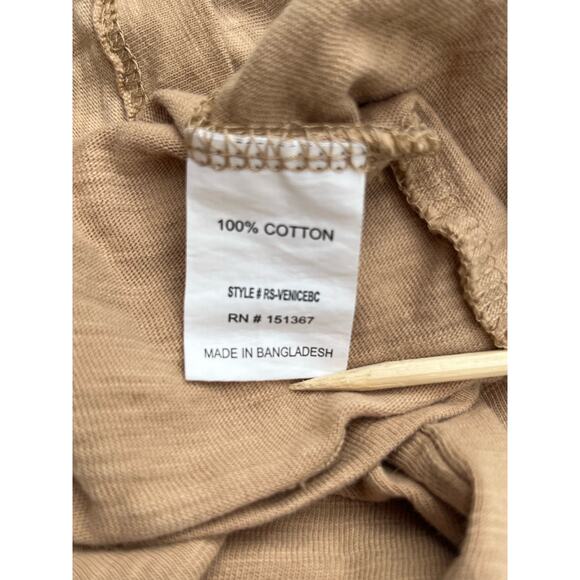 100% COTTON
STYLE # RS-VENICEBC
RN # 151367
MADE IN BANGLADESH